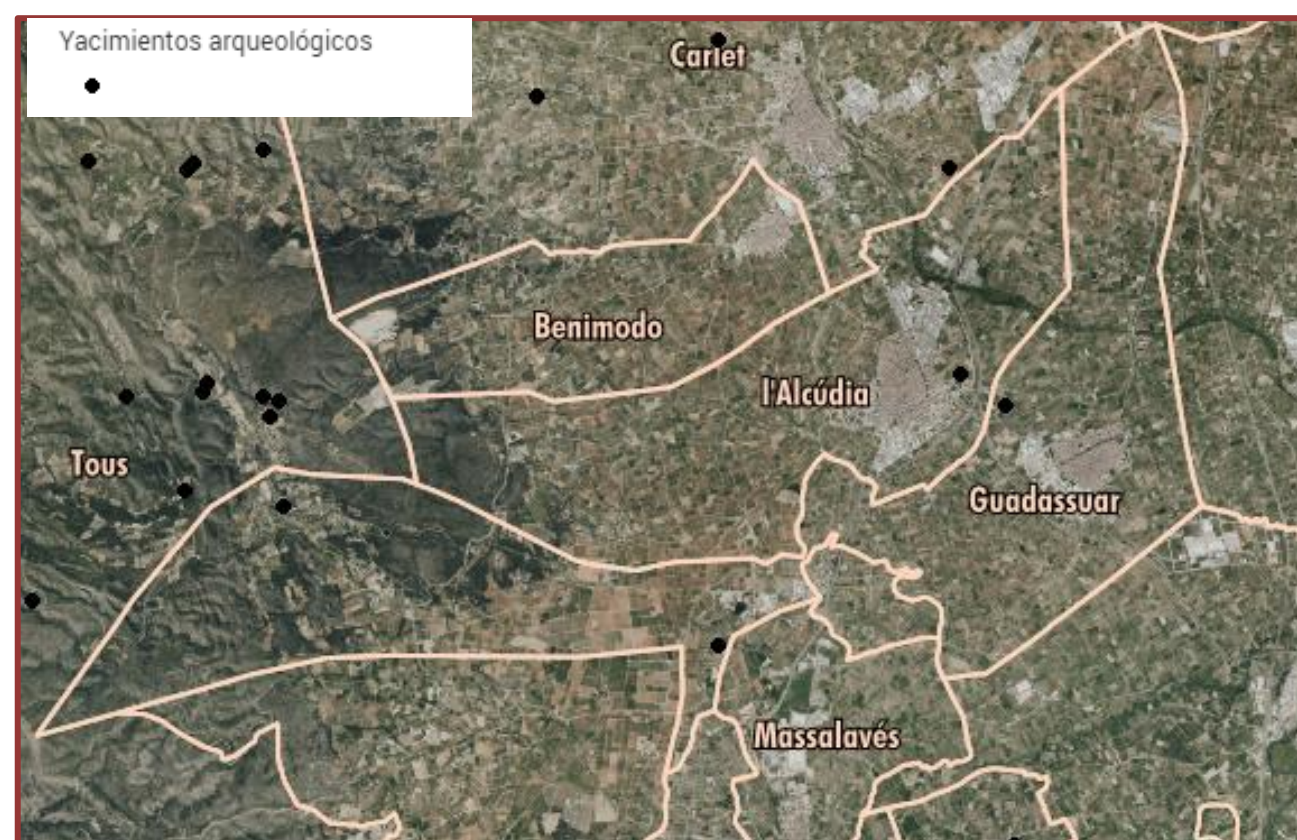 Yacimientos arqueológicos
Carlet
Benimodo
l'Alcúdia
Tous
Guadassuar
Massalavés